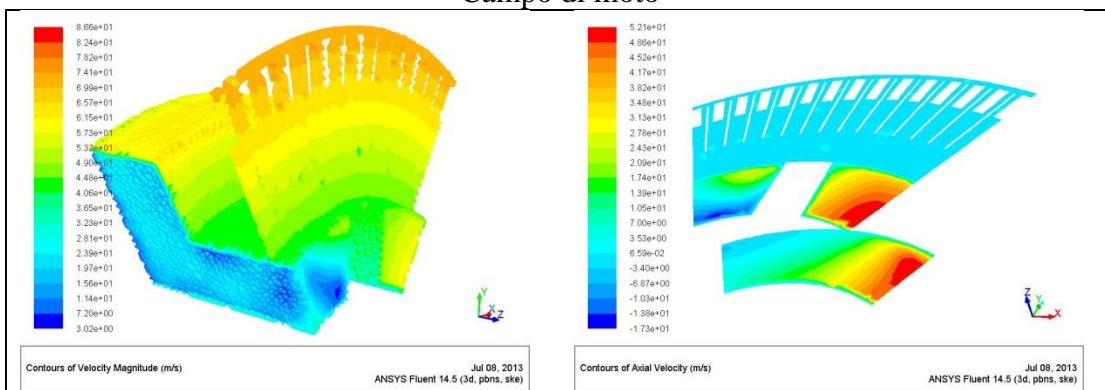 Campo di moto
8.66e+01
8.24e+01
7.82e+01
7.41e+01
6.99e+01
6.57e+01
6.15e+01
5.73e+01
5.32e+01
4.90e+01
4.48e+01
4.06e+01
3.65e+01
3.23e+01
2.81e+01
2.39e+01
1.97e+01
1.56e+01
1.14e+01
7.20e+00
3.02e+00
Y
X
Z
Contours of Velocity Magnitude (m/s)
Jul 08, 2013
ANSYS Fluent 14.5 (3d, pbns, ske)
5.21e+01
4.86e+01
4.52e+01
4.17e+01
3.82e+01
3.48e+01
3.13e+01
2.78e+01
2.43e+01
2.09e+01
1.74e+01
1.39e+01
1.05e+01
7.00e+00
3.53e+00
6.59e-02
-3.40e+00
-6.87e+00
-1.03e+01
-1.38e+01
-1.73e+01
Z
Y
X
Contours of Axial Velocity (m/s)
Jul 08, 2013
ANSYS Fluent 14.5 (3d, pbns, ske)